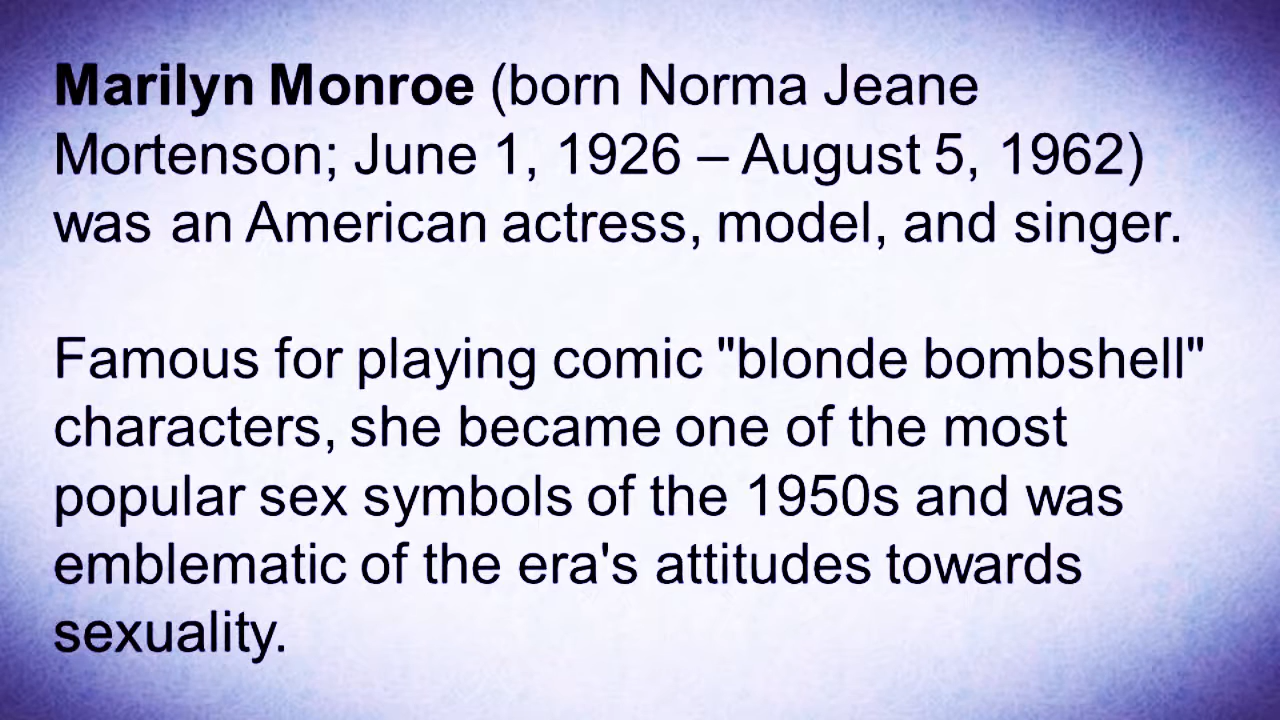 Marilyn Monroe (born Norma Jeane
Mortenson; June 1, 1926 – August 5, 1962)
was an American actress, model, and singer.
Famous for playing comic "blonde bombshell"
characters, she became one of the most
popular sex symbols of the 1950s and was
emblematic of the era's attitudes towards
sexuality.